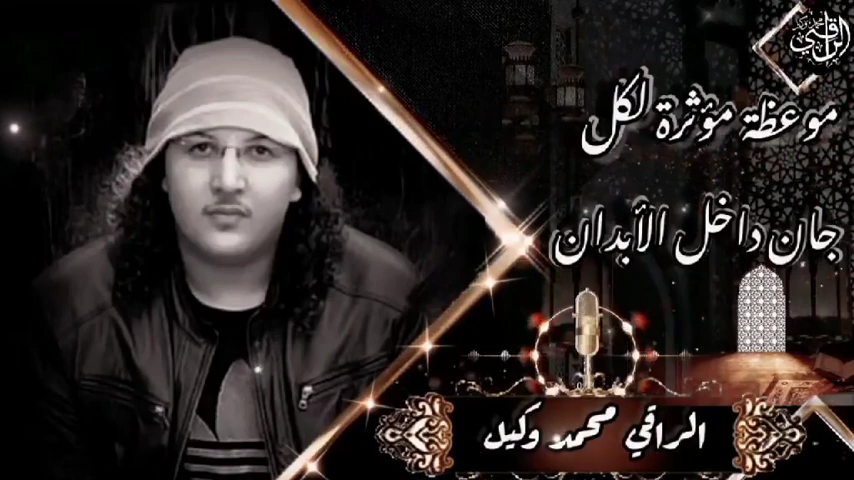 موعظة مؤثرة لكل
جان داخل الأبدان
الراقي محمد وكيل